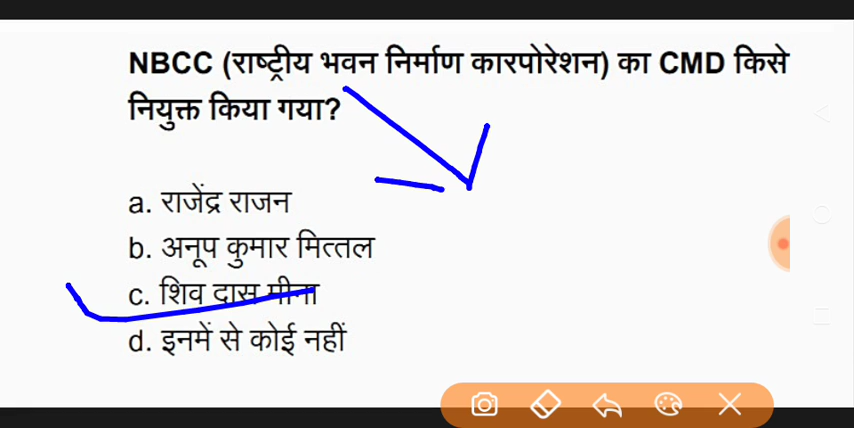 NBCC (राष्ट्रीय भवन निर्माण कारपोरेशन) का CMD किसे
नियुक्त किया गया?
a. राजेंद्र राजन
b. अनूप कुमार मित्तल
c. शिव दास मीना
d. इनमें से कोई नहीं